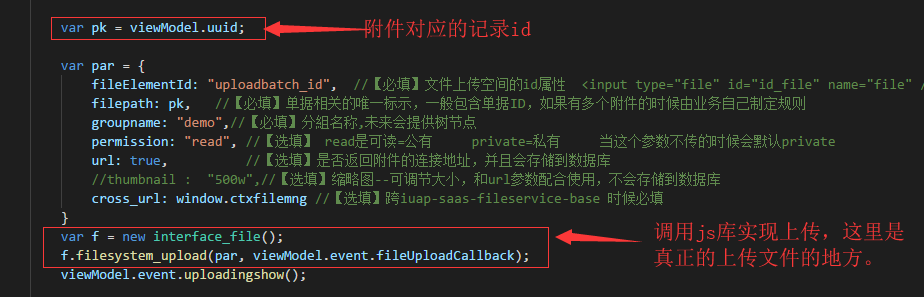 var pk = viewModel.uuid;
附件对应的记录id
var par = {
fileElementId: "uploadbatch_id", //【必填】文件上传空间的id属性 <input type="file" id="id_file" name="file" /
filepath: pk, //【必填】单据相关的唯一标示，一般包含单据ID，如果有多个附件的时候由业务自己制定规则
groupname: "demo",//【必填】分組名称,未来会提供树节点
permission: "read", //【选填】 read是可读=公有 private=私有 当这个参数不传的时候会默认private
url: true, //【选填】是否返回附件的连接地址，并且会存储到数据库
//thumbnail : "500w",//【选填】缩略图--可调节大小，和url参数配合使用，不会存储到数据库
cross_url: window.ctxfilemng //【选填】跨iuap-saas-fileservice-base 时候必填
}
var f = new interface_file();
f.filesystem_upload(par, viewModel.event.fileUploadCallback);
viewModel.event.uploadingshow();
调用js库实现上传，这里是
真正的上传文件的地方。